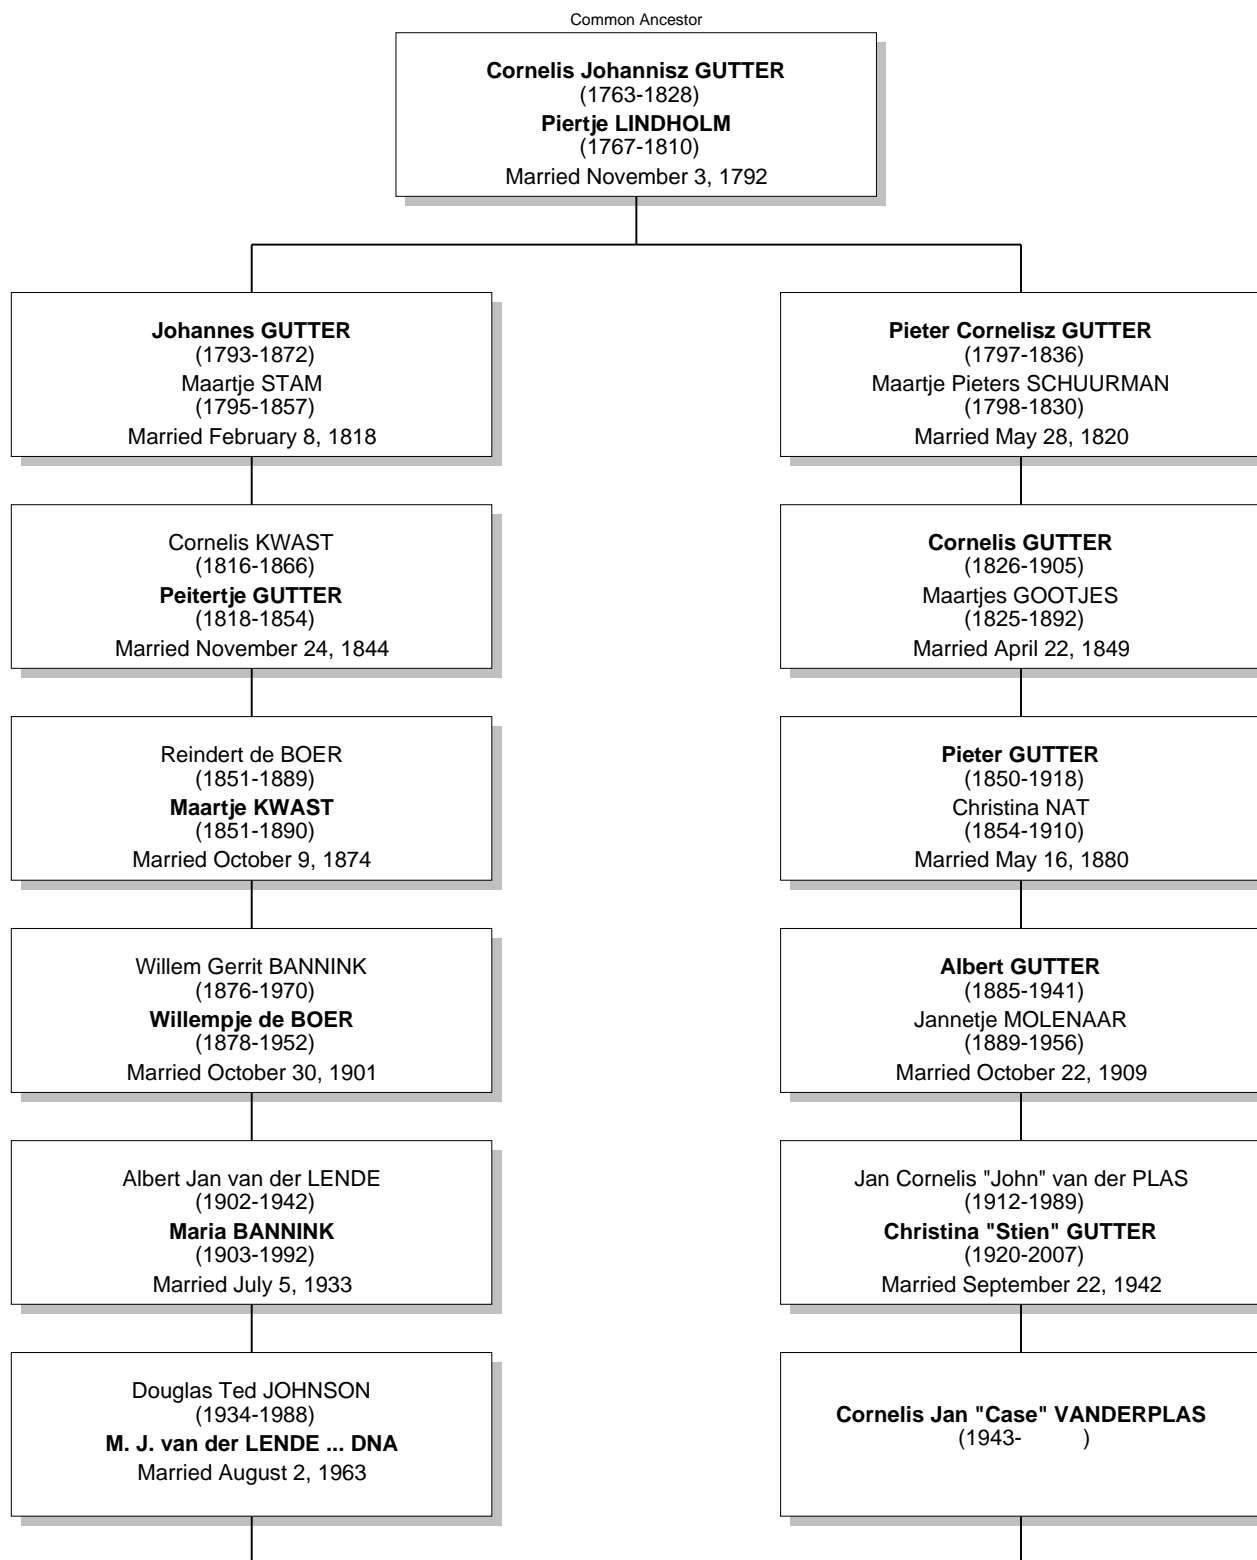 Common Ancestor
Cornelis Johannisz GUTTER
(1763-1828)
Piertje LINDHOLM
(1767-1810)
Married November 3, 1792
Johannes GUTTER
(1793-1872)
Maartje STAM
(1795-1857)
Married February 8, 1818
Pieter Cornelisz GUTTER
(1797-1836)
Maartje Pieters SCHUURMAN
(1798-1830)
Married May 28, 1820
Cornelis KWAST
(1816-1866)
Peitertje GUTTER
(1818-1854)
Married November 24, 1844
Cornelis GUTTER
(1826-1905)
Maartjes GOOTJES
(1825-1892)
Married April 22, 1849
Reindert de BOER
(1851-1889)
Maartje KWAST
(1851-1890)
Married October 9, 1874
Pieter GUTTER
(1850-1918)
Christina NAT
(1854-1910)
Married May 16, 1880
Willem Gerrit BANNINK
(1876-1970)
Willempje de BOER
(1878-1952)
Married October 30, 1901
Albert GUTTER
(1885-1941)
Jannetje MOLENAAR
(1889-1956)
Married October 22, 1909
Albert Jan van der LENDE
(1902-1942)
Maria BANNINK
(1903-1992)
Married July 5, 1933
Jan Cornelis "John" van der PLAS
(1912-1989)
Christina "Stien" GUTTER
(1920-2007)
Married September 22, 1942
Douglas Ted JOHNSON
(1934-1988)
M. J. van der LENDE ... DNA
Married August 2, 1963
Cornelis Jan "Case" VANDERPLAS
(1943-          )